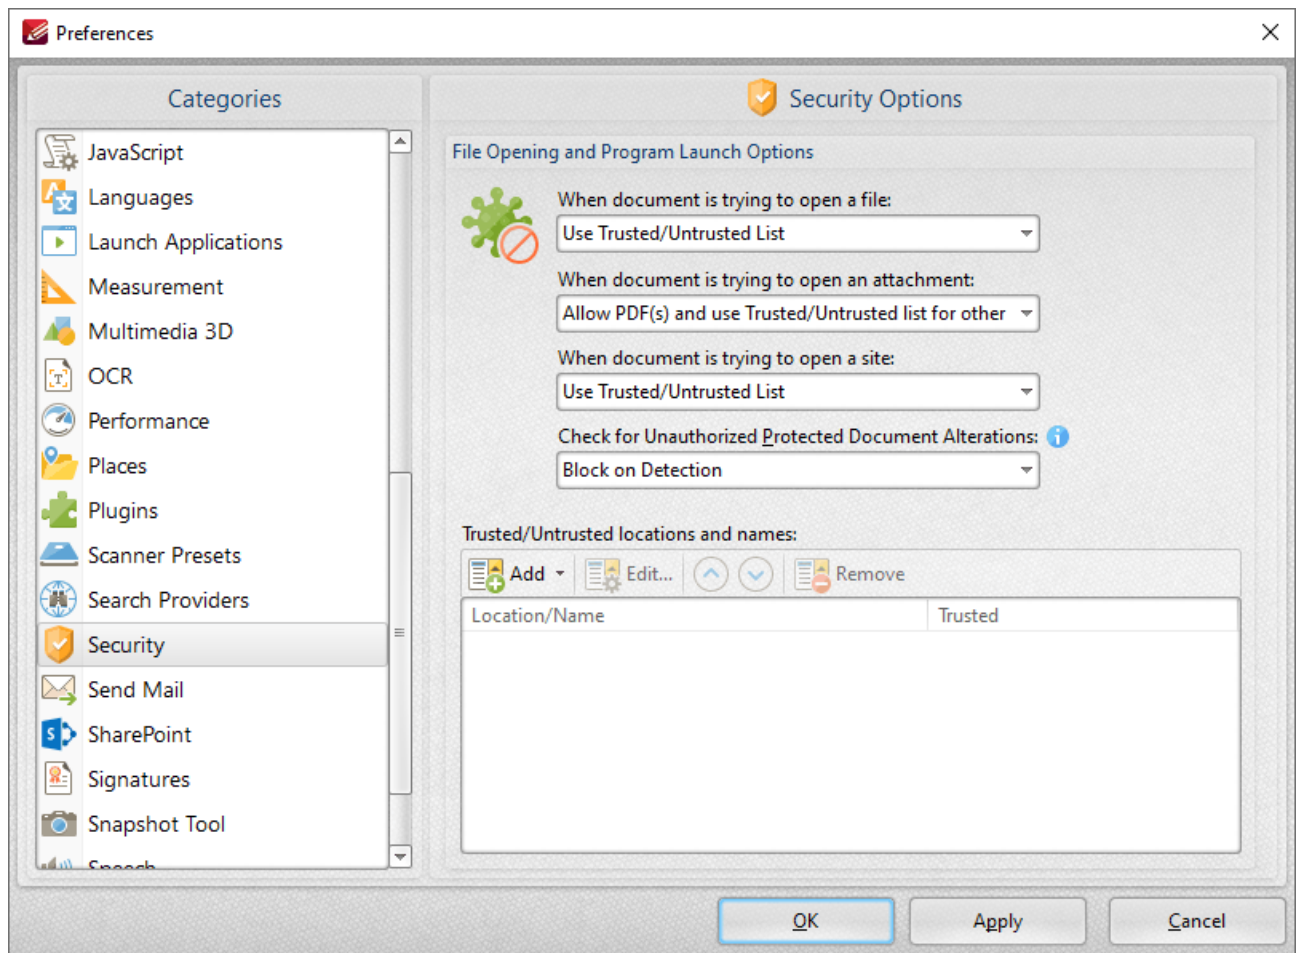 Preferences
Categories
JavaScript
Languages
Launch Applications
Measurement
Multimedia 3D
OCR
Performance
Places
Plugins
Scanner Presets
Search Providers
Security
Send Mail
SharePoint
Signatures
Snapshot Tool
Speech
Security Options
File Opening and Program Launch Options
When document is trying to open a file:
Use Trusted/Untrusted List
When document is trying to open an attachment:
Allow PDF(s) and use Trusted/Untrusted list for other
When document is trying to open a site:
Use Trusted/Untrusted List
Check for Unauthorized Protected Document Alterations:
Block on Detection
Trusted/Untrusted locations and names:
Add Edit... Remove
Location/Name Trusted
OK Apply Cancel